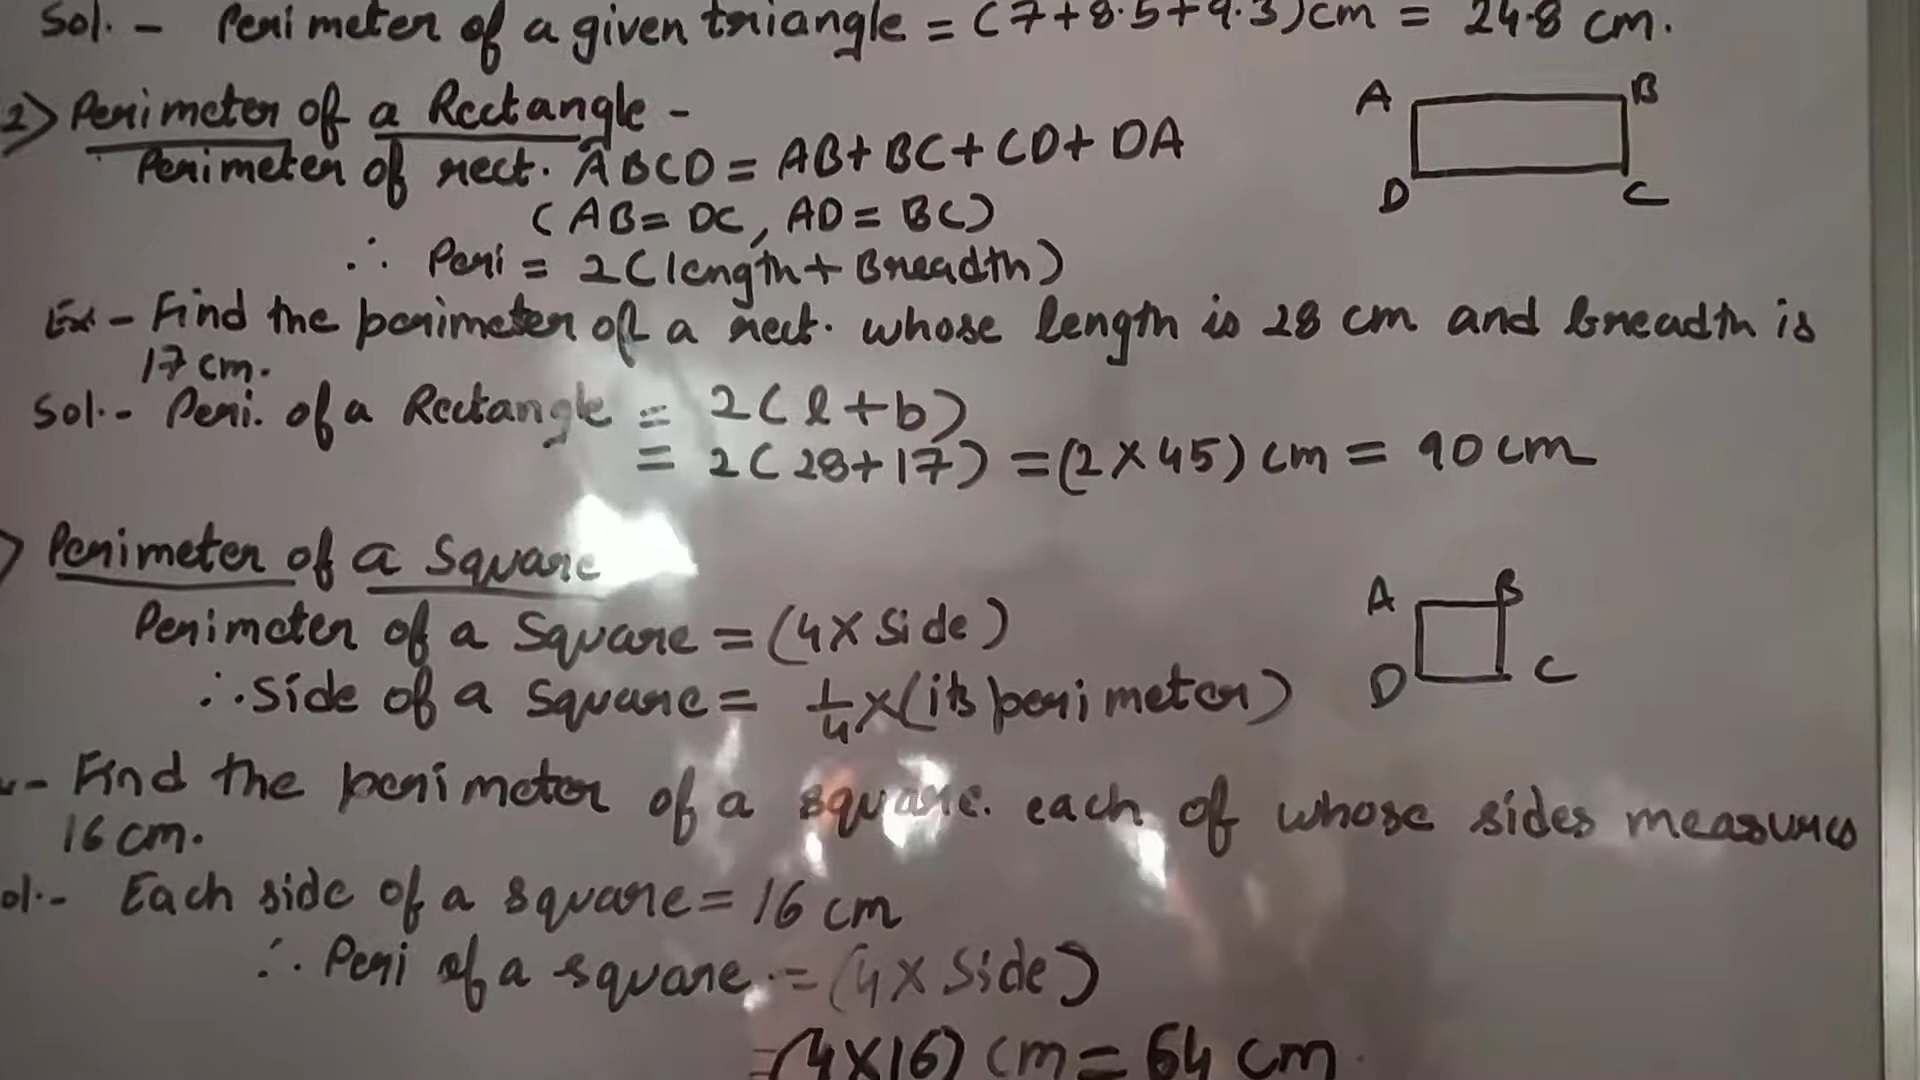 Sol. - Perimeter of a given triangle = (7+8.5+9.3)cm = 24.8 cm.
2) Perimeter of a Rectangle -
A B
Perimeter of rect. ABCD = AB+BC+CD+DA
D C
(AB=DC, AD=BC)
∴ Peri = 2(length+Breadth)
Ex - Find the perimeter of a rect. whose length is 28 cm and breadth is
17 cm.
Sol.- Peri. of a Rectangle = 2(l+b)
= 2(28+17) = (2×45) cm = 90 cm
) Perimeter of a Square
A B
Perimeter of a Square = (4× Side)
D C
∴ Side of a Square = 1/4×(its perimeter)
- Find the perimeter of a square. each of whose sides measures
16 cm.
ol.- Each side of a square = 16 cm
∴ Peri of a square. = (4× Side)
= (4×16) cm = 64 cm.